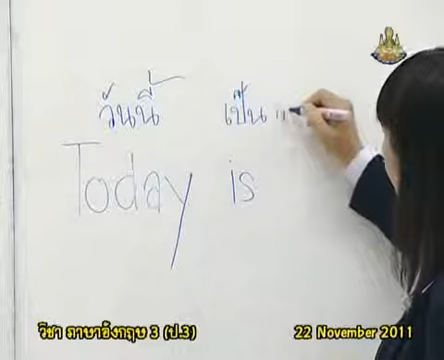 วันนี้ เป็น
Today is
วิชา ภาษาอังกฤษ 3 (ป.3) 22 November 2011